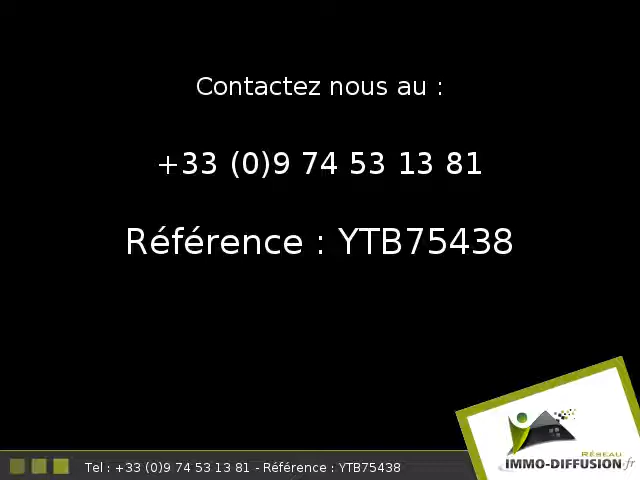 Contactez nous au :
+33 (0)9 74 53 13 81
Référence : YTB75438
RÉSEAU
IMMO-DIFFUSION.fr
Tel : +33 (0)9 74 53 13 81 - Référence : YTB75438